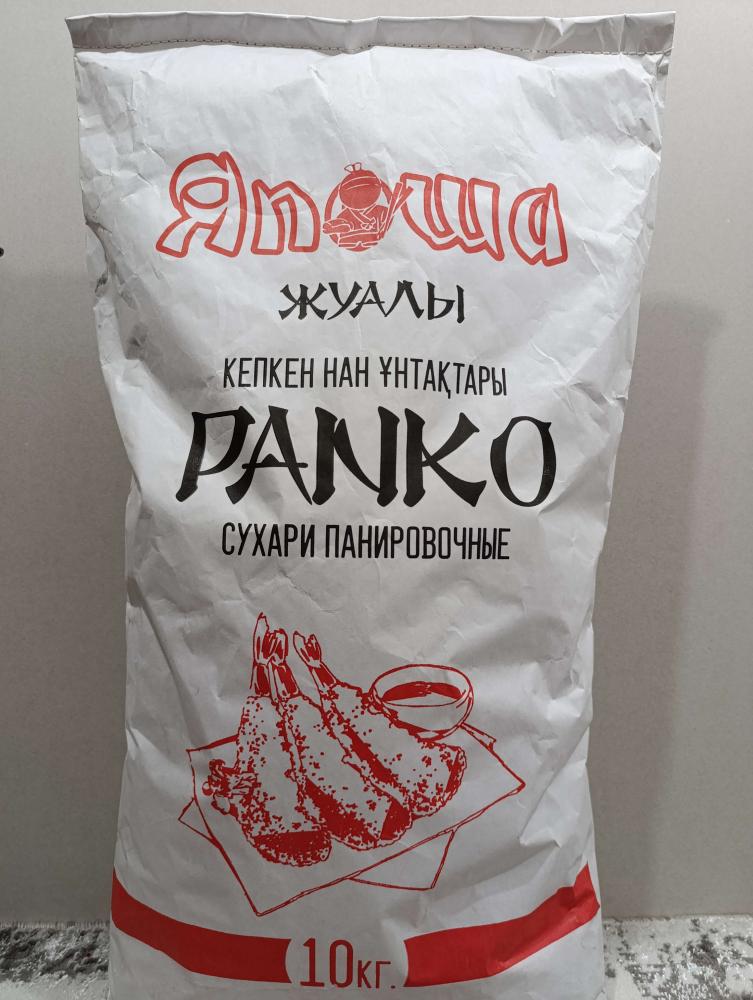 Япоша
ЖУАЛЫ
КЕПКЕН НАН ҰНТАҚТАРЫ
PANKO
СУХАРИ ПАНИРОВОЧНЫЕ
10КГ.